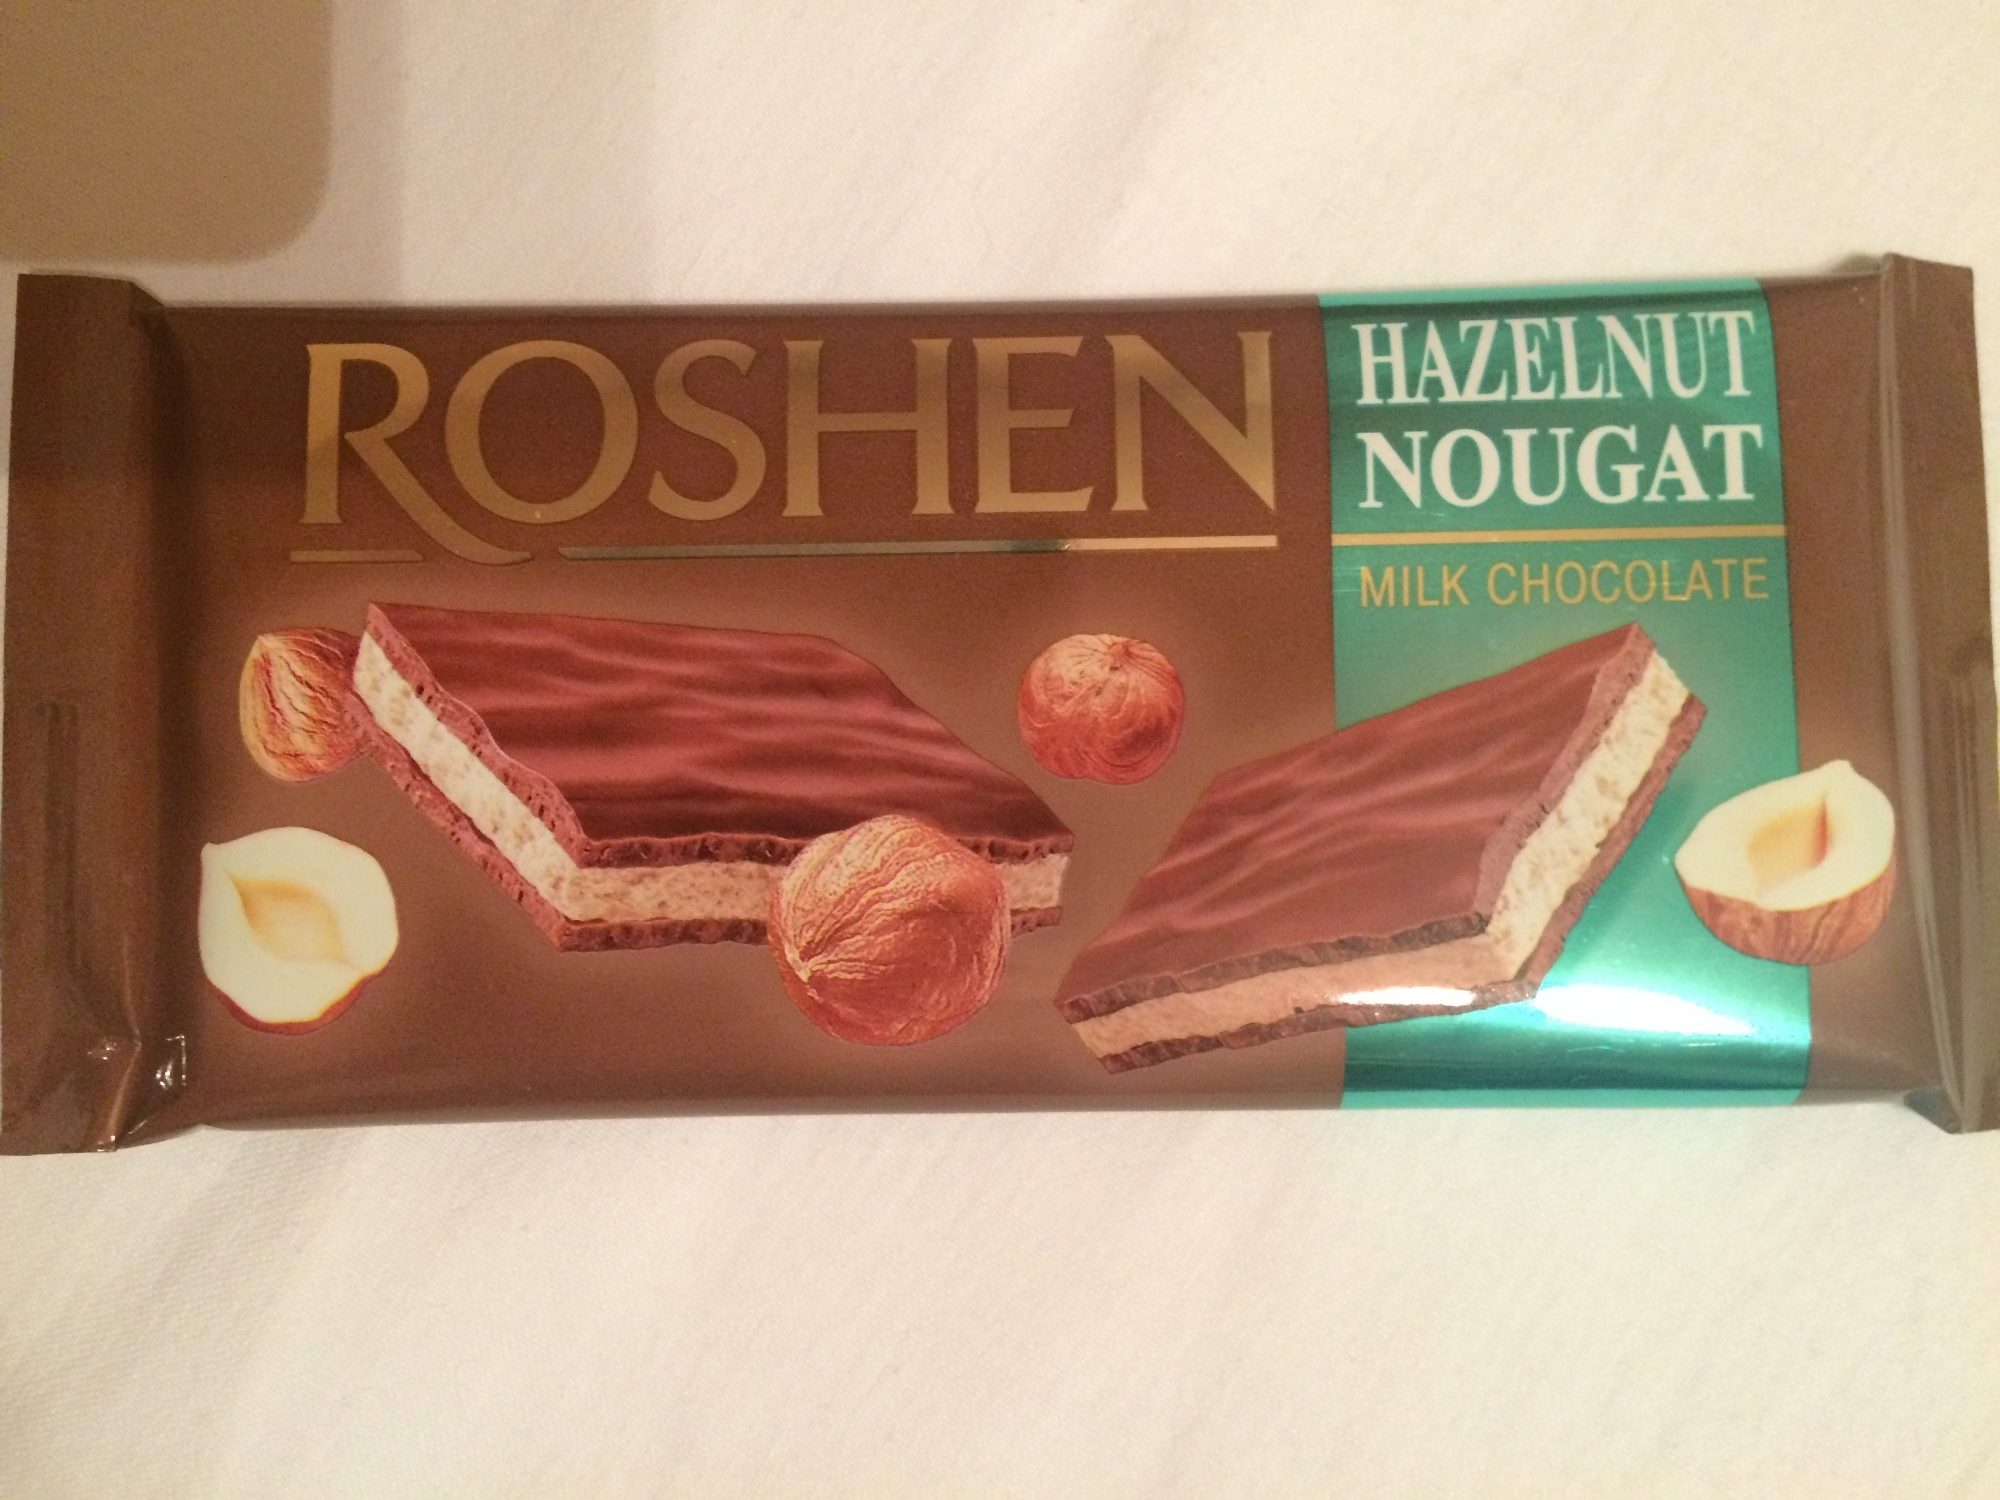 ROSHEN
HAZELNUT
NOUGAT
MILK CHOCOLATE